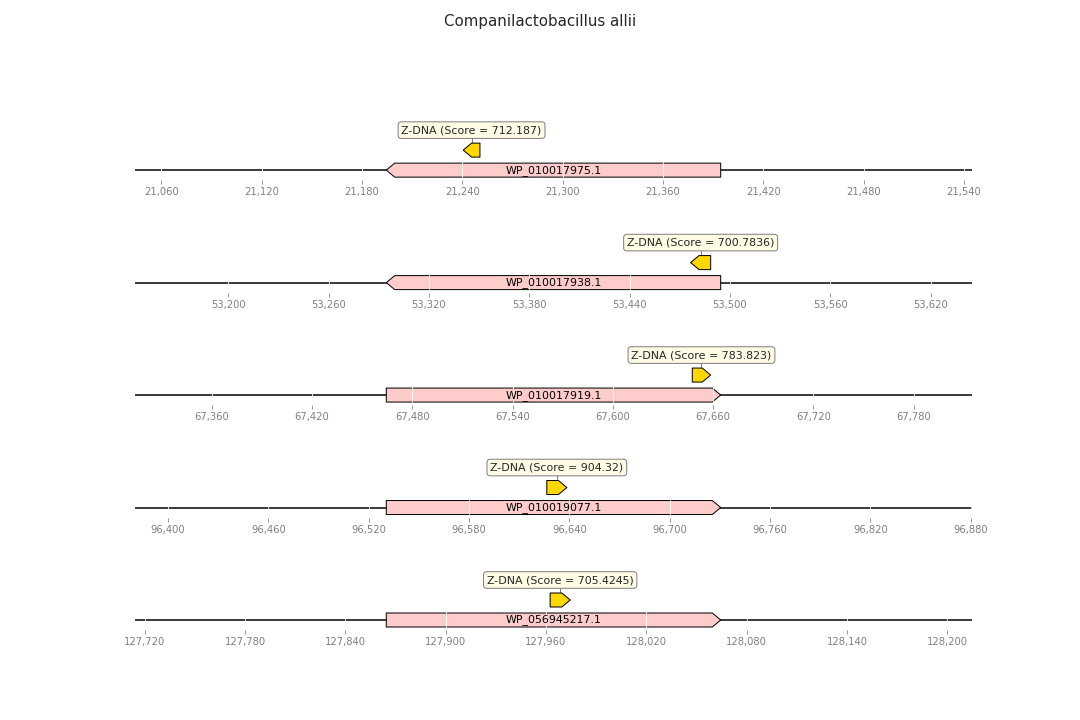 Companilactobacillus allii
Z-DNA (Score = 712.187)
WP_010017975.1
21,060 21,120 21,180 21,240 21,300 21,360 21,420 21,480 21,540
Z-DNA (Score = 700.7836)
WP_010017938.1
53,200 53,260 53,320 53,380 53,440 53,500 53,560 53,620
Z-DNA (Score = 783.823)
WP_010017919.1
67,360 67,420 67,480 67,540 67,600 67,660 67,720 67,780
Z-DNA (Score = 904.32)
WP_010019077.1
96,400 96,460 96,520 96,580 96,640 96,700 96,760 96,820 96,880
Z-DNA (Score = 705.4245)
WP_056945217.1
127,720 127,780 127,840 127,900 127,960 128,020 128,080 128,140 128,200